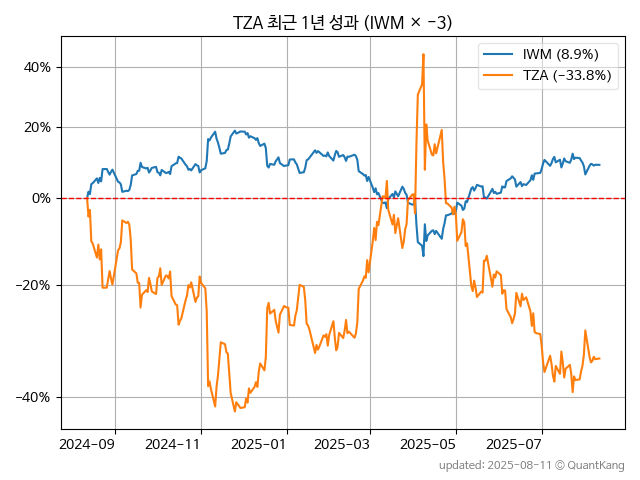 TZA 최근 1년 성과 (IWM × −3)
IWM (8.9%)
TZA (−33.8%)
40%
20%
0%
−20%
−40%
2024−09
2024−11
2025−01
2025−03
2025−05
2025−07
updated: 2025-08-11 © QuantKang